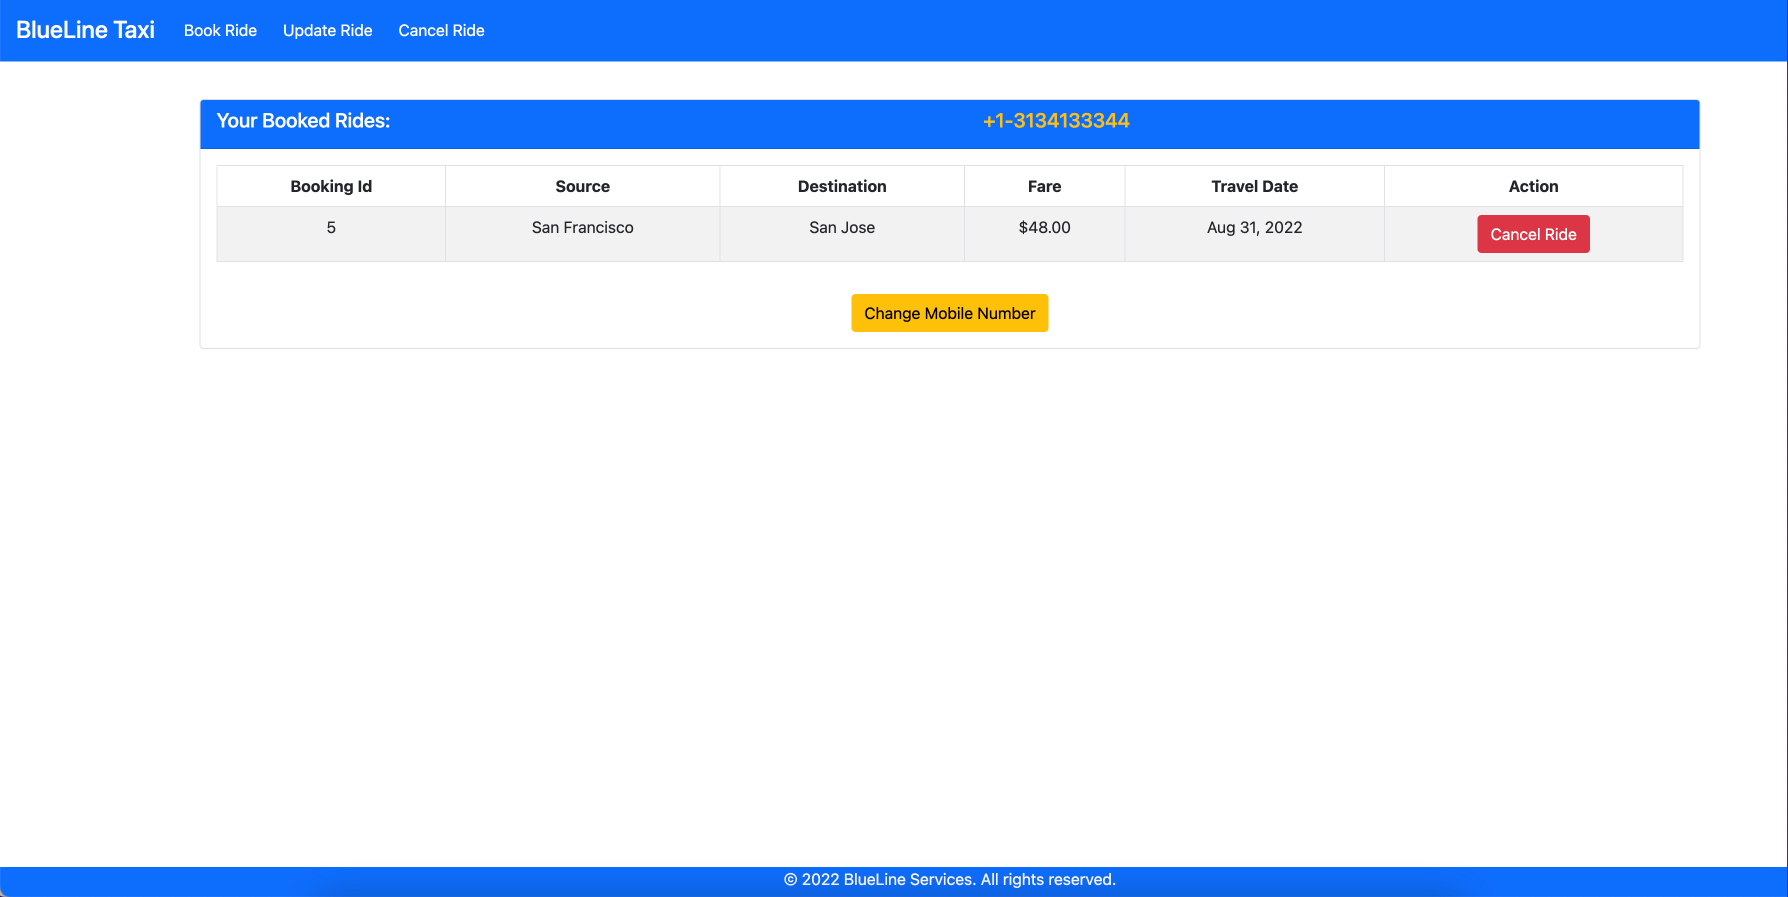 BlueLine Taxi Book Ride Update Ride Cancel Ride
Your Booked Rides: +1-3134133344
Booking Id Source Destination Fare Travel Date Action
5 San Francisco San Jose $48.00 Aug 31, 2022 Cancel Ride
Change Mobile Number
© 2022 BlueLine Services. All rights reserved.